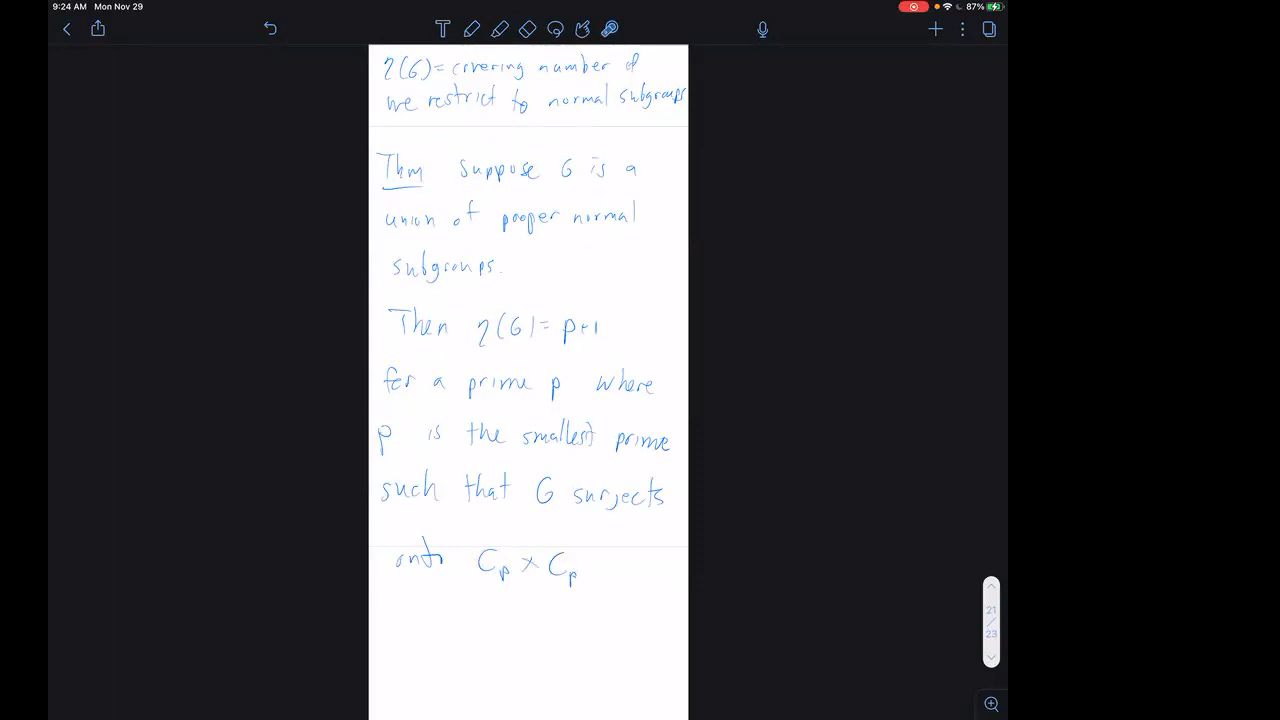 9:24 AM Mon Nov 29
87%
η(G) = covering number if
we restrict to normal subgroups
Thm Suppose G is a
union of proper normal
subgroups.
Then η(G) = p+1
for a prime p where
p is the smallest prime
such that G surjects
onto Cp × Cp
21
/
23